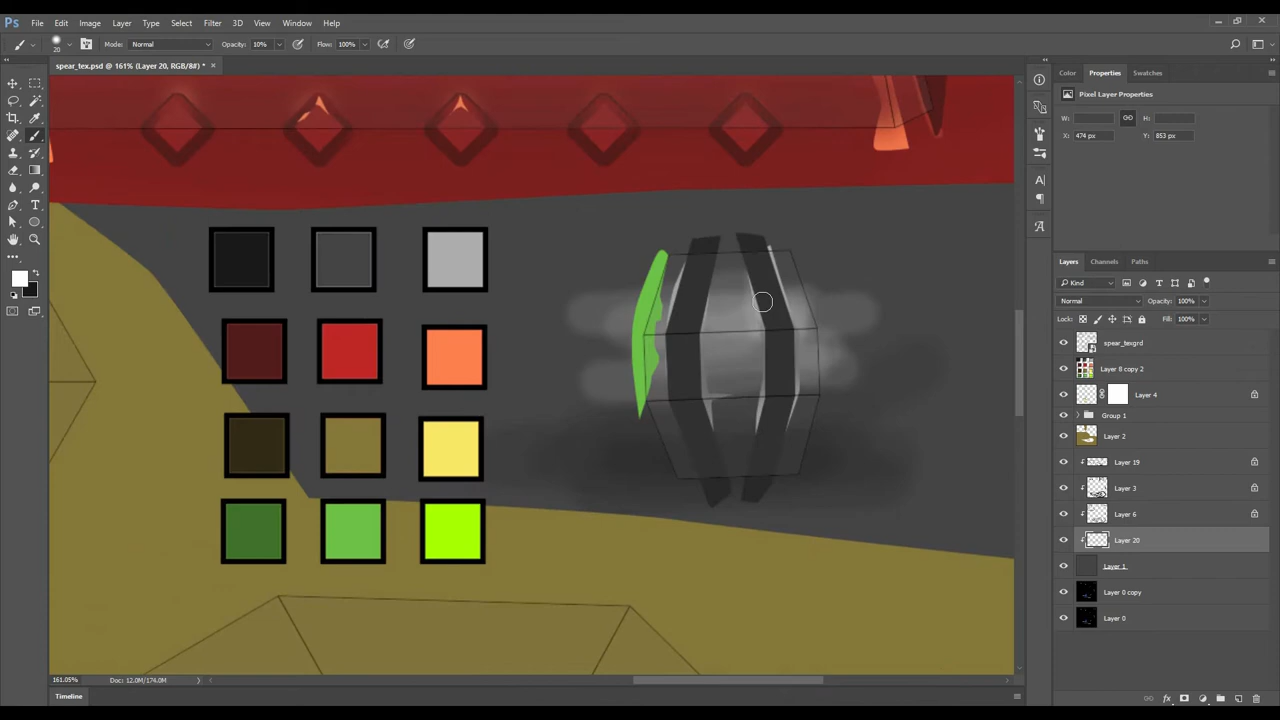 Ps File Edit Image Layer Type Select Filter 3D View Window Help
20 Mode: Normal Opacity: 10% Flow: 100%
spear_tex.psd @ 161% (Layer 20, RGB/8#) * ×
Color Properties Swatches
Pixel Layer Properties
W: H:
X: 474 px Y: 853 px
Layers Channels Paths
Kind
Normal Opacity: 100%
Lock: Fill: 100%
spear_texgrd
Layer 8 copy 2
Layer 4
Group 1
Layer 2
Layer 19
Layer 3
Layer 6
Layer 20
Layer 1
Layer 0 copy
Layer 0
161.05% Doc: 12.0M/174.0M
Timeline